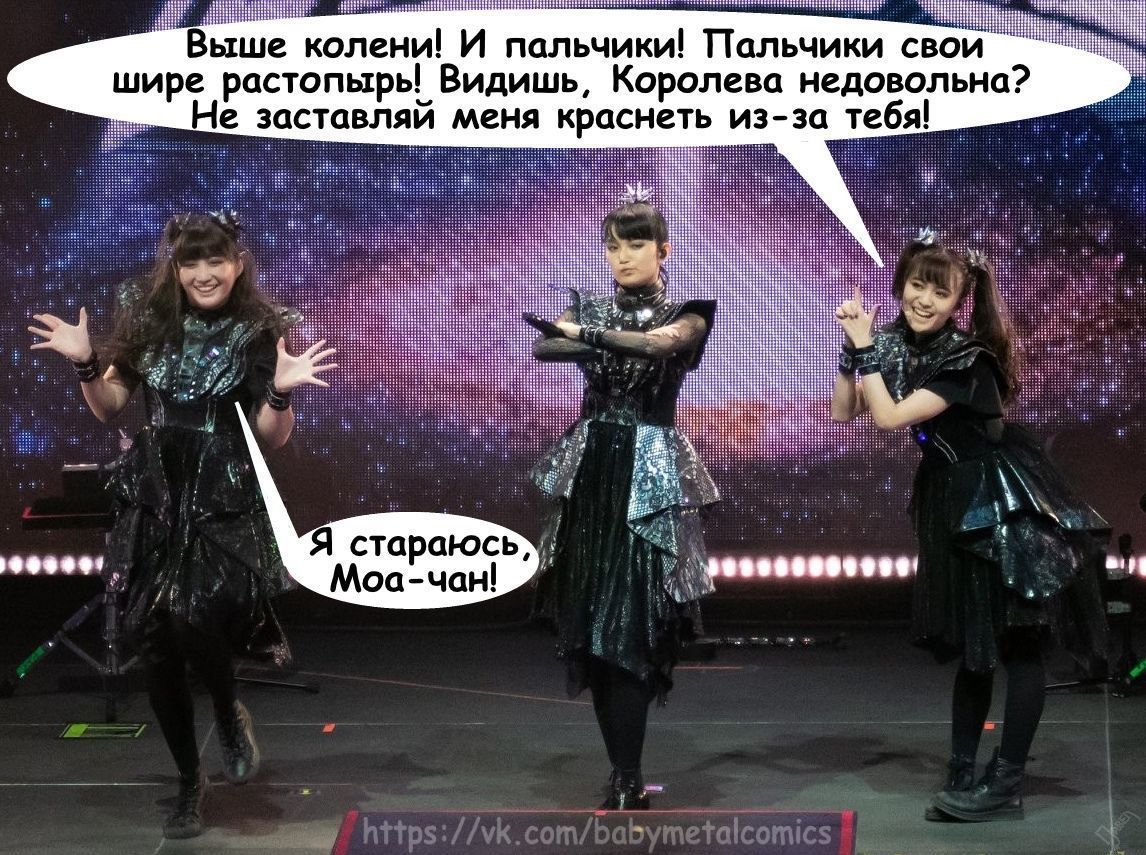 Выше колени! И пальчики! Пальчики свои
шире растопырь! Видишь, Королева недовольна?
Не заставляй меня краснеть из-за тебя!
Я стараюсь,
Моа-чан!
https://vk.com/babymetalcomics